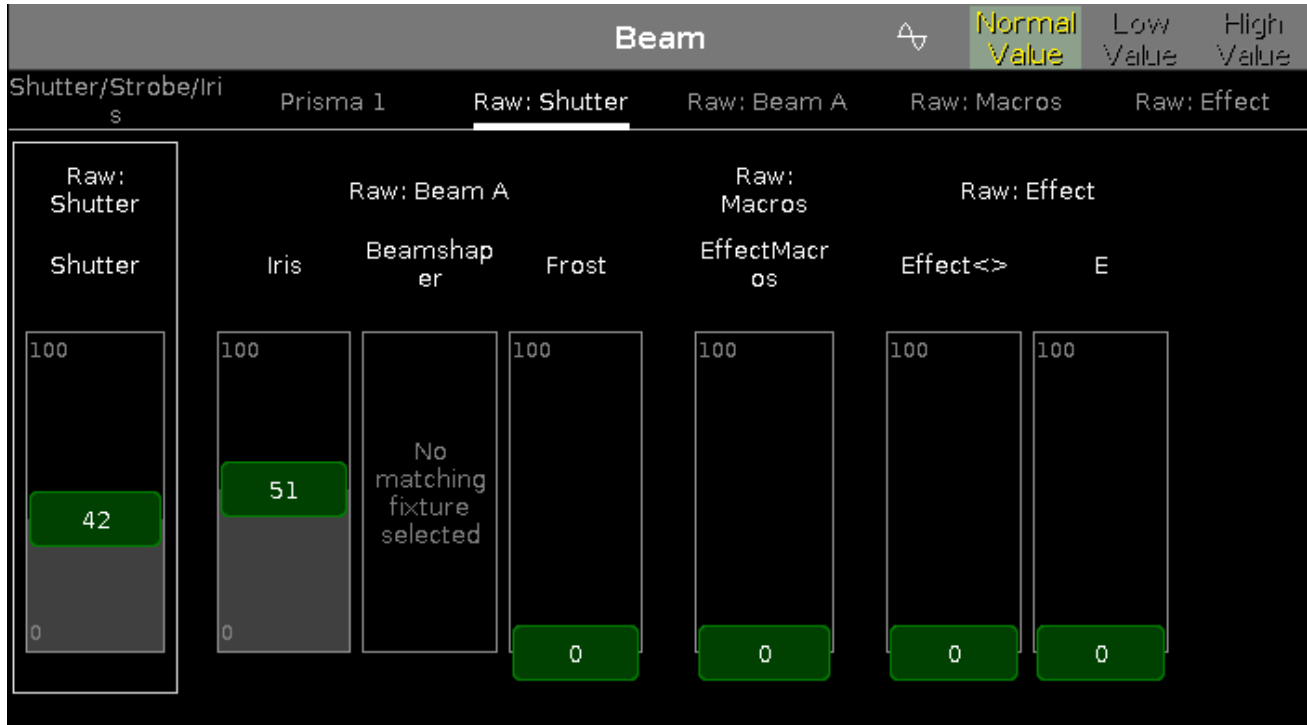 Beam
Normal
Value
Low
Value
High
Value
Shutter/Strobe/Iri
s
Prisma 1
Raw: Shutter
Raw: Beam A
Raw: Macros
Raw: Effect
Raw:
Shutter
Raw: Beam A
Raw:
Macros
Raw: Effect
Shutter
Iris
Beamshap
er
Frost
EffectMacr
os
Effect<>
E
100
100
100
100
100
100
No
matching
fixture
selected
42
51
0
0
0
0
0
0